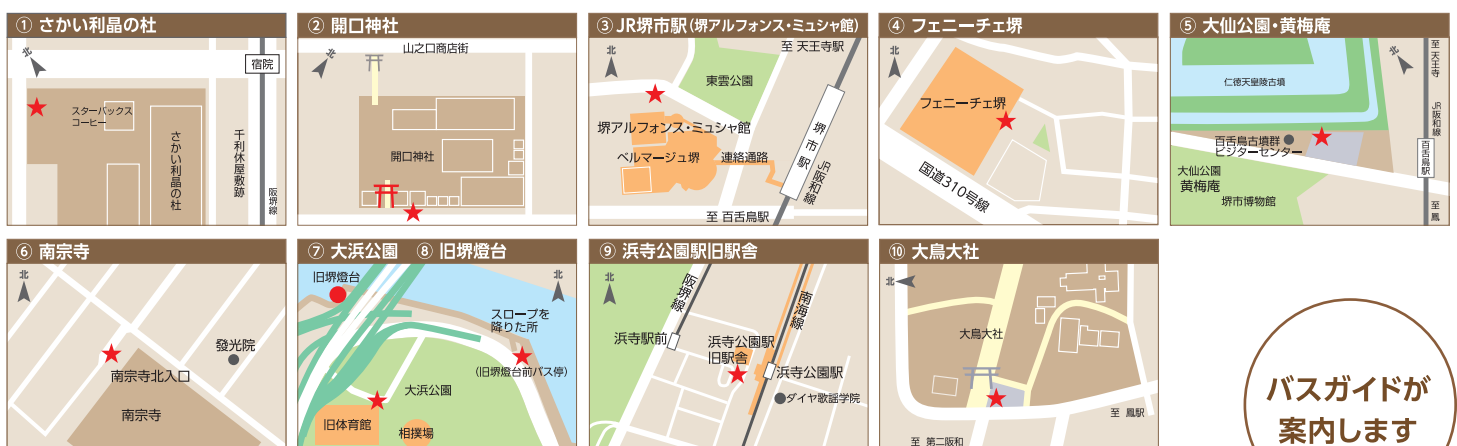 ① さかい利晶の杜
北
宿院
スターバックス
コーヒー
さかい利晶の杜
千利休屋敷跡
阪堺線
② 開口神社
北
山之口商店街
開口神社
③ JR堺市駅(堺アルフォンス・ミュシャ館)
北
至 天王寺駅
東雲公園
堺アルフォンス・ミュシャ館
ベルマージュ堺
連絡通路
堺市駅
JR阪和線
至 百舌鳥駅
④ フェニーチェ堺
北
フェニーチェ堺
国道310号線
⑤ 大仙公園・黄梅庵
北
至 天王寺
仁徳天皇陵古墳
JR阪和線
百舌鳥古墳群
ビジターセンター
百舌鳥駅
大仙公園
黄梅庵
堺市博物館
至 鳳
⑥ 南宗寺
北
發光院
南宗寺北入口
南宗寺
⑦ 大浜公園 ⑧ 旧堺燈台
北
旧堺燈台
スロープを
降りた所
(旧堺燈台前バス停)
大浜公園
旧体育館
相撲場
⑨ 浜寺公園駅旧駅舎
北
阪堺線
南海線
浜寺駅前
浜寺公園駅
旧駅舎
浜寺公園駅
ダイヤ歌謡学院
⑩ 大鳥大社
北
大鳥大社
至 鳳駅
至 第二阪和
バスガイドが
案内します